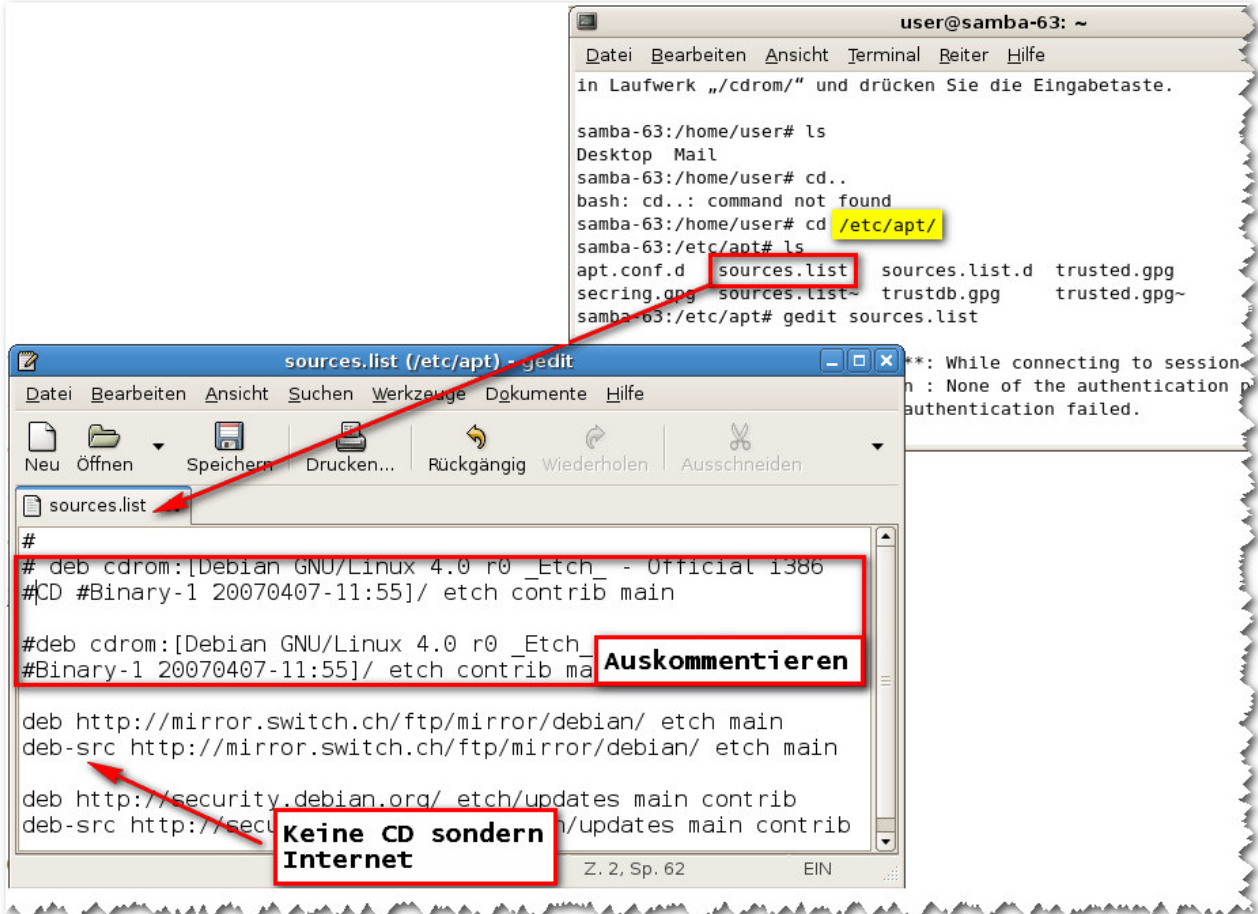 user@samba-63: ~
Datei Bearbeiten Ansicht Terminal Reiter Hilfe
in Laufwerk „/cdrom/“ und drücken Sie die Eingabetaste.
samba-63:/home/user# ls
Desktop Mail
samba-63:/home/user# cd..
bash: cd..: command not found
samba-63:/home/user# cd /etc/apt/
samba-63:/etc/apt# ls
apt.conf.d sources.list sources.list.d trusted.gpg
secring.gpg sources.list~ trustdb.gpg trusted.gpg~
samba-63:/etc/apt# gedit sources.list
**: While connecting to session
: None of the authentication
authentication failed.
sources.list (/etc/apt) - gedit
Datei Bearbeiten Ansicht Suchen Werkzeuge Dokumente Hilfe
Neu Öffnen Speichern Drucken... Rückgängig Wiederholen Ausschneiden
sources.list
#
# deb cdrom:[Debian GNU/Linux 4.0 r0 _Etch_ - Official i386
#CD #Binary-1 20070407-11:55]/ etch contrib main
#deb cdrom:[Debian GNU/Linux 4.0 r0 _Etch_
#Binary-1 20070407-11:55]/ etch contrib
Auskommentieren
deb http://mirror.switch.ch/ftp/mirror/debian/ etch main
deb-src http://mirror.switch.ch/ftp/mirror/debian/ etch main
deb http://security.debian.org/ etch/updates main contrib
deb-src /updates main contrib
Keine CD sondern
Internet
Z. 2, Sp. 62 EIN